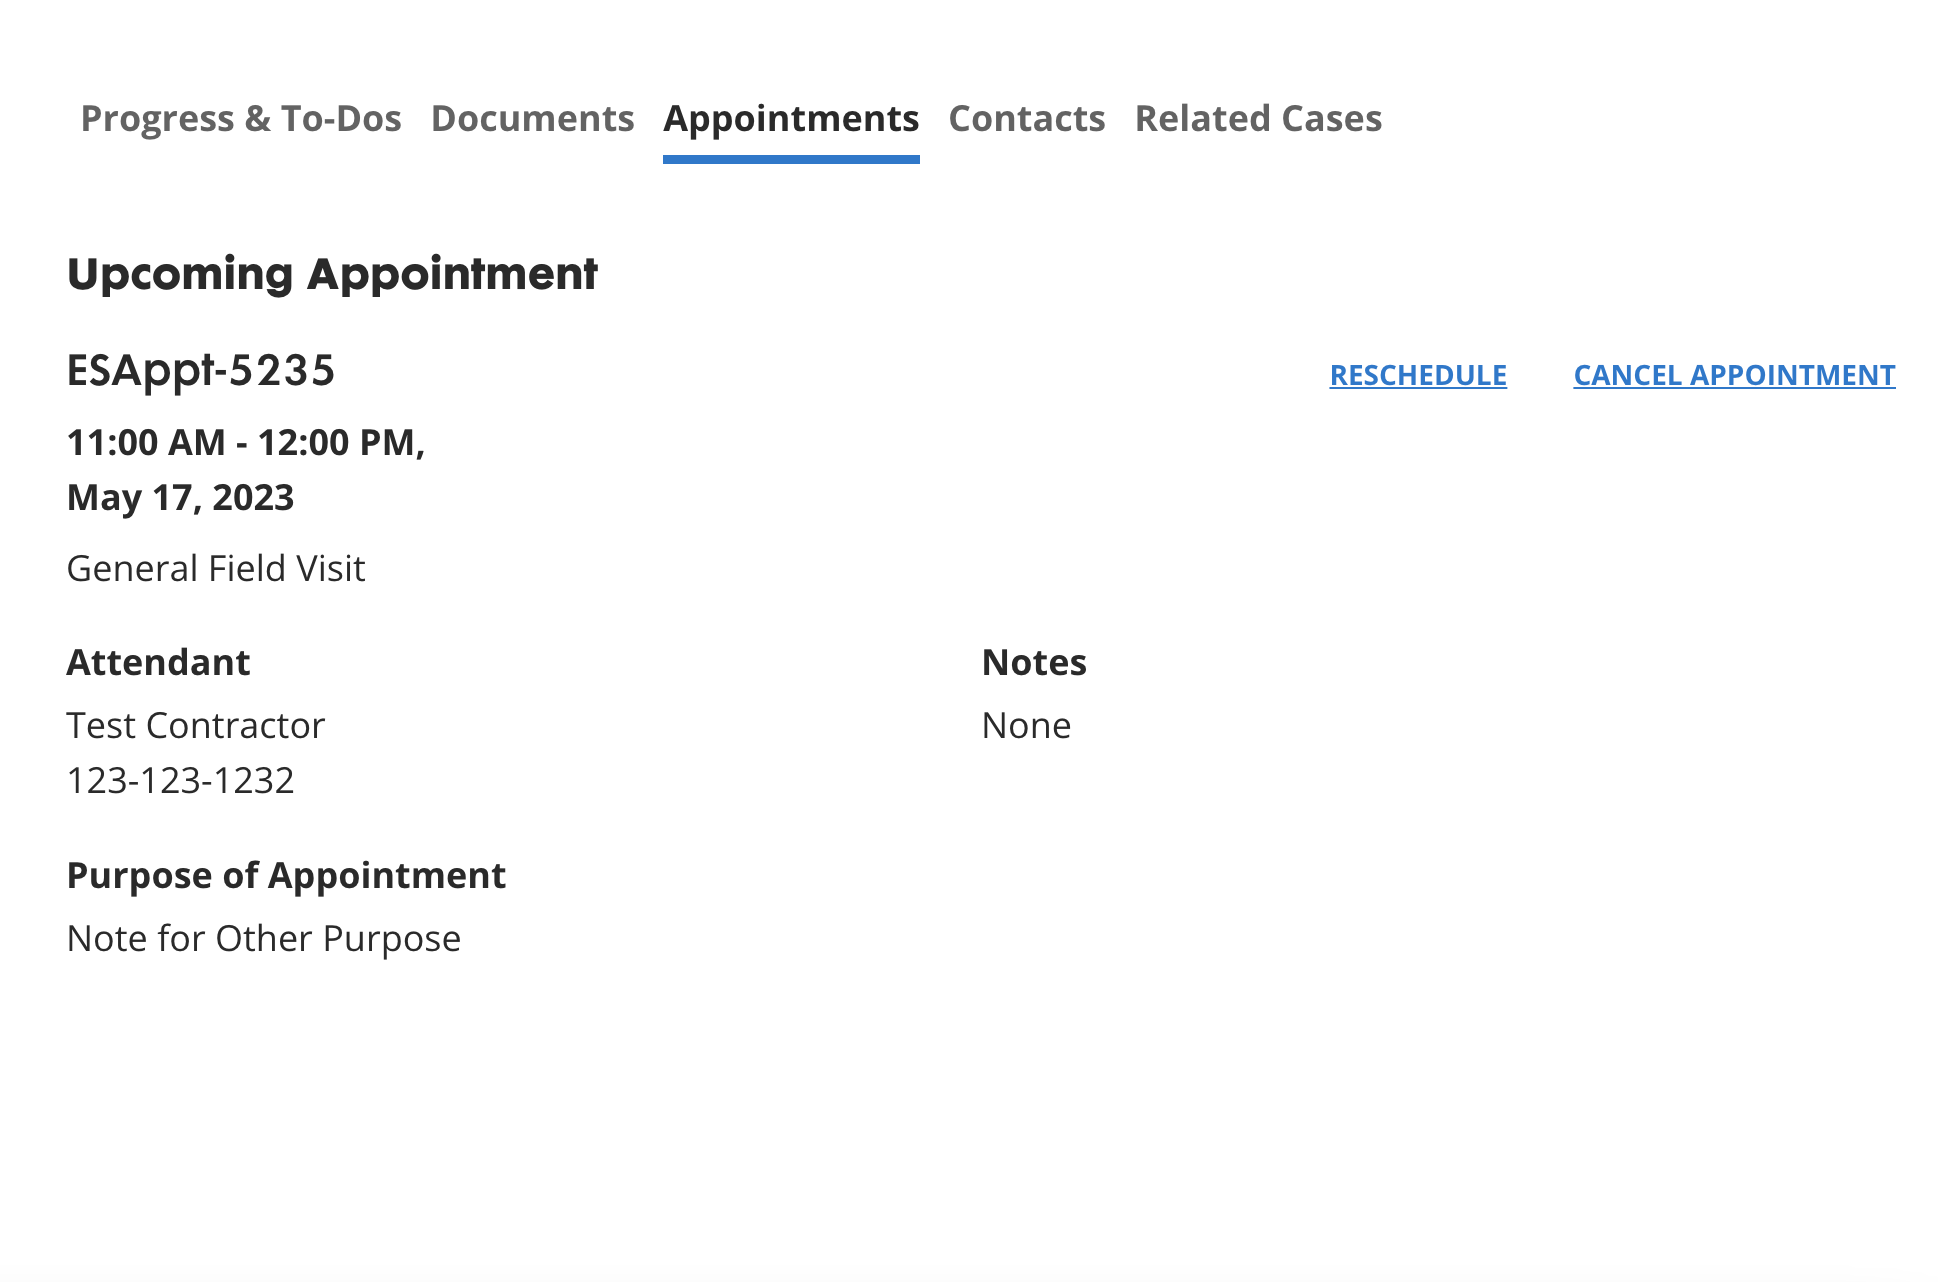 Progress & To-Dos Documents Appointments Contacts Related Cases
Upcoming Appointment
ESAppt-5235
RESCHEDULE CANCEL APPOINTMENT
11:00 AM - 12:00 PM,
May 17, 2023
General Field Visit
Attendant
Test Contractor
123-123-1232
Notes
None
Purpose of Appointment
Note for Other Purpose